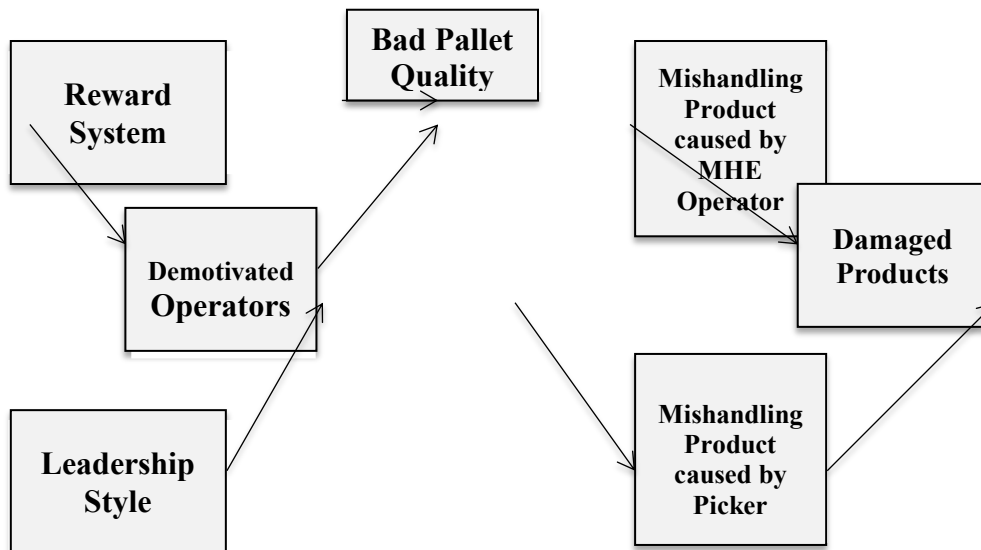 Reward
System
Bad Pallet
Quality
Mishandling
Product
caused by
MHE
Operator
Demotivated
Operators
Damaged
Products
Leadership
Style
Mishandling
Product
caused by
Picker